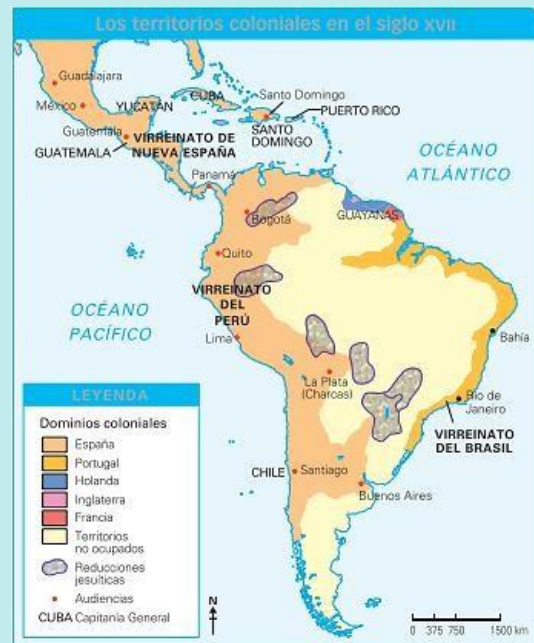 Los territorios coloniales en el siglo XVII
Guadalajara
México
YUCATÁN
CUBA
Santo Domingo
PUERTO RICO
Guatemala
VIRREINATO DE
NUEVA ESPAÑA
SANTO
DOMINGO
GUATEMALA
OCÉANO
ATLÁNTICO
Panamá
Bogotá
GUAYANAS
Quito
OCÉANO
PACÍFICO
VIRREINATO
DEL
PERÚ
Lima
Bahía
La Plata
(Charcas)
Río de
Janeiro
VIRREINATO
DEL BRASIL
CHILE
Santiago
Buenos Aires
LEYENDA
Dominios coloniales
España
Portugal
Holanda
Inglaterra
Francia
Territorios
no ocupados
Reducciones
jesuíticas
Audiencias
CUBA Capitanía General
N
0 375 750 1500 km